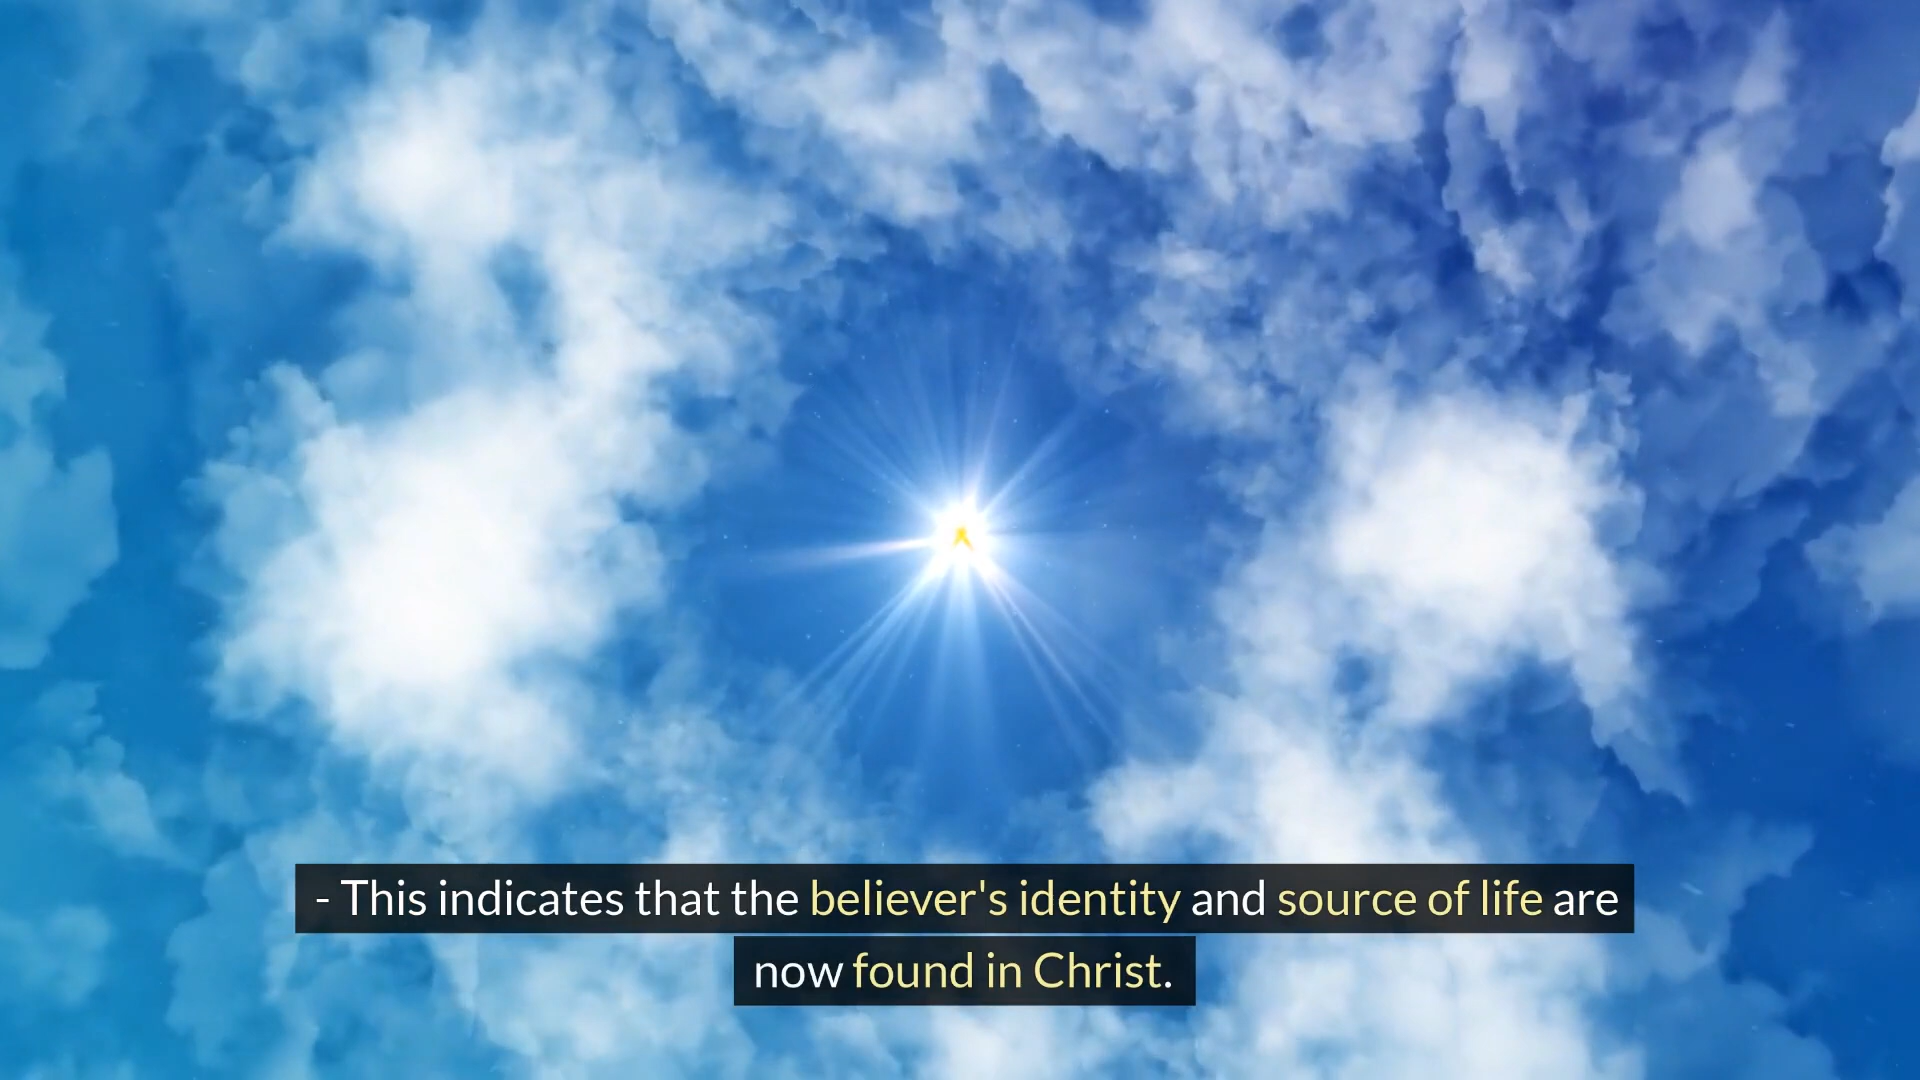 - This indicates that the believer's identity and source of life are
now found in Christ.